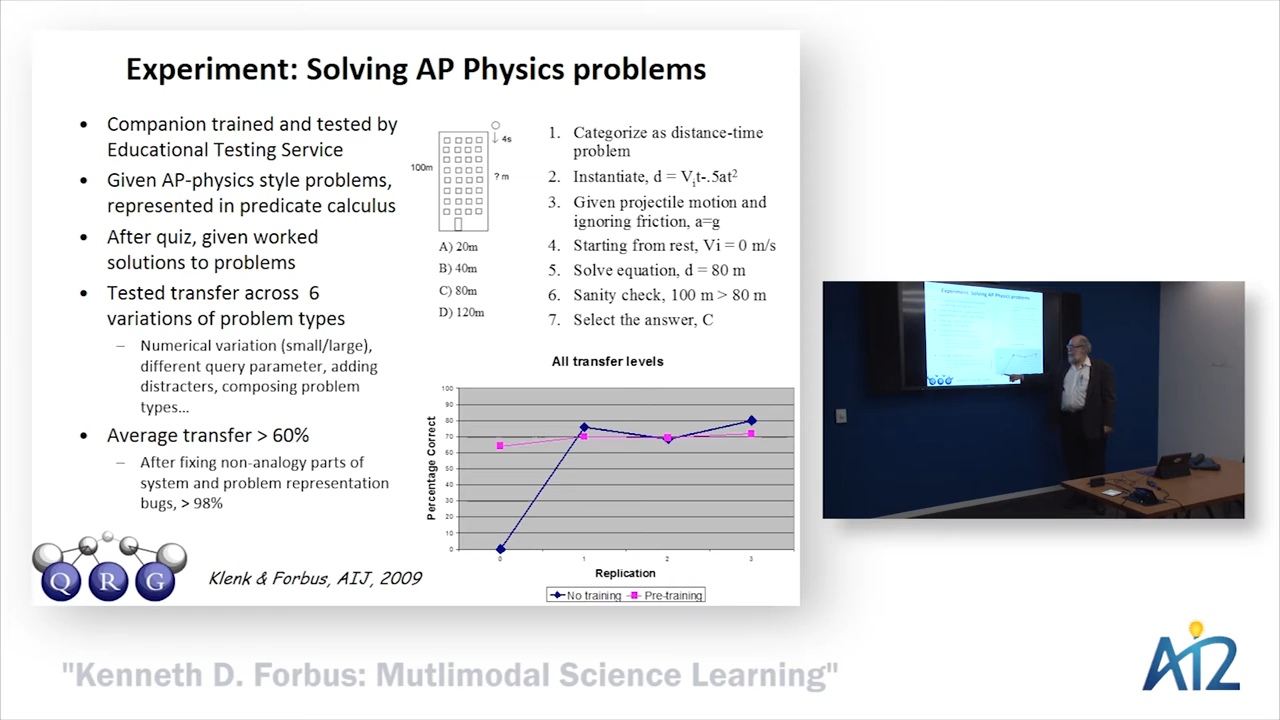 Experiment: Solving AP Physics problems
• Companion trained and tested by
Educational Testing Service
• Given AP-physics style problems,
represented in predicate calculus
• After quiz, given worked
solutions to problems
• Tested transfer across 6
variations of problem types
– Numerical variation (small/large),
different query parameter, adding
distracters, composing problem
types…
• Average transfer > 60%
– After fixing non-analogy parts of
system and problem representation
bugs, > 98%
4s
100m
? m
A) 20m
B) 40m
C) 80m
D) 120m
1. Categorize as distance-time
problem
2. Instantiate, d = Vit-.5at²
3. Given projectile motion and
ignoring friction, a=g
4. Starting from rest, Vi = 0 m/s
5. Solve equation, d = 80 m
6. Sanity check, 100 m > 80 m
7. Select the answer, C
All transfer levels
Percentage Correct
100
90
80
70
60
50
40
30
20
10
0
0 1 2 3
Replication
No training Pre-training
QRG
Klenk & Forbus, AIJ, 2009
Experiment: Solving AP Physics problems
"Kenneth D. Forbus: Mutlimodal Science Learning"
AI2